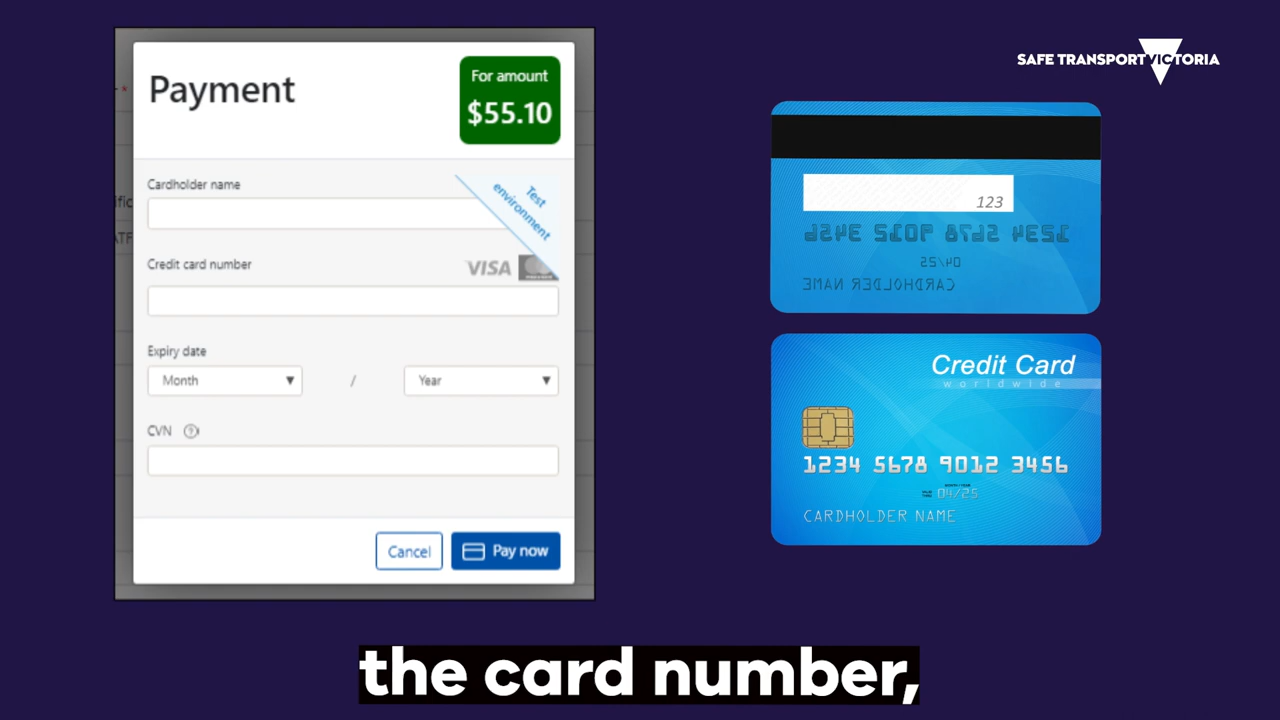 Payment
For amount
$55.10
Cardholder name
Test
environment
Credit card number
VISA
Expiry date
Month
/
Year
CVN
?
Cancel
Pay now
SAFE TRANSPORT VICTORIA
123
1234 5678 9012 3456
04/25
CARDHOLDER NAME
Credit Card
worldwide
1234 5678 9012 3456
04/25
CARDHOLDER NAME
the card number,